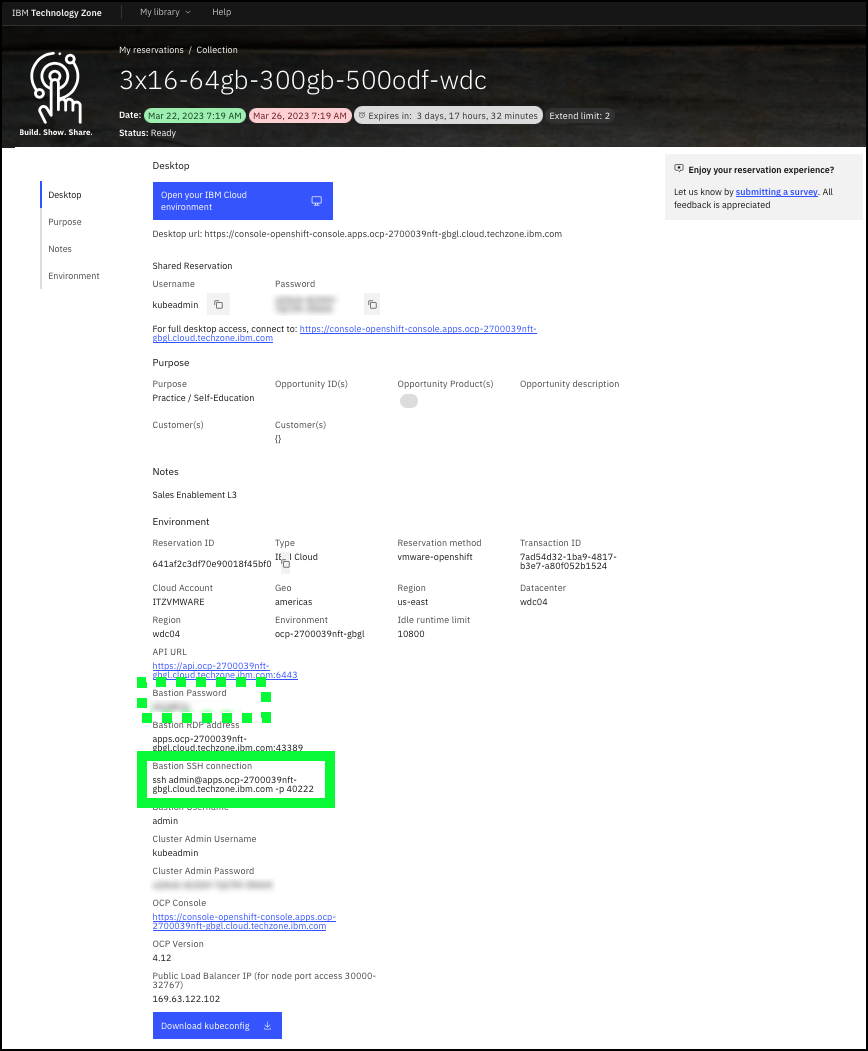 IBM Technology Zone
My library
Help
My reservations / Collection
3x16-64gb-300gb-500odf-wdc
Build. Show. Share.
Date: Mar 22, 2023 7:19 AM Mar 26, 2023 7:19 AM Expires in: 3 days, 17 hours, 32 minutes Extend limit: 2
Status: Ready
Desktop
Purpose
Notes
Environment
Desktop
Open your IBM Cloud
environment
Desktop url: https://console-openshift-console.apps.ocp-2700039nft-gbgl.cloud.techzone.ibm.com
Enjoy your reservation experience?
Let us know by submitting a survey. All
feedback is appreciated
Shared Reservation
Username Password
kubeadmin
For full desktop access, connect to: https://console-openshift-console.apps.ocp-2700039nft-
gbgl.cloud.techzone.ibm.com
Purpose
Purpose Opportunity ID(s) Opportunity Product(s) Opportunity description
Practice / Self-Education
Customer(s) Customer(s)
{}
Notes
Sales Enablement L3
Environment
Reservation ID Type Reservation method Transaction ID
641af2c3df70e90018f45bf0 Cloud vmware-openshift 7ad54d32-1ba9-4817-
b3e7-a80f052b1524
Cloud Account Geo Region Datacenter
ITZVMWARE americas us-east wdc04
Region Environment Idle runtime limit
wdc04 ocp-2700039nft-gbgl 10800
API URL
https://api.ocp-2700039nft-
gbgl.cloud.techzone.ibm.com:6443
Bastion Password
Bastion RDP address
apps.ocp-2700039nft-
gbgl.cloud.techzone.ibm.com:43389
Bastion SSH connection
ssh admin@apps.ocp-2700039nft-
gbgl.cloud.techzone.ibm.com -p 40222
Bastion Username
admin
Cluster Admin Username
kubeadmin
Cluster Admin Password
OCP Console
https://console-openshift-console.apps.ocp-
2700039nft-gbgl.cloud.techzone.ibm.com
OCP Version
4.12
Public Load Balancer IP (for node port access 30000-
32767)
169.63.122.102
Download kubeconfig